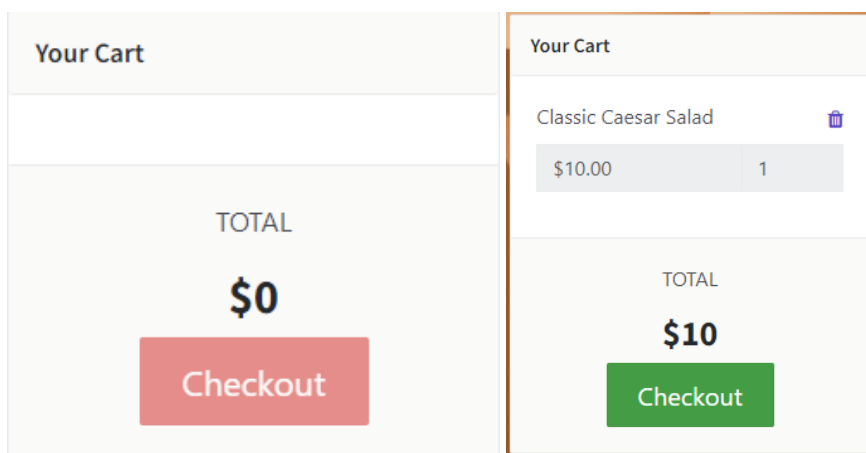 Your Cart
TOTAL
$0
Checkout
Your Cart
Classic Caesar Salad
$10.00 1
TOTAL
$10
Checkout